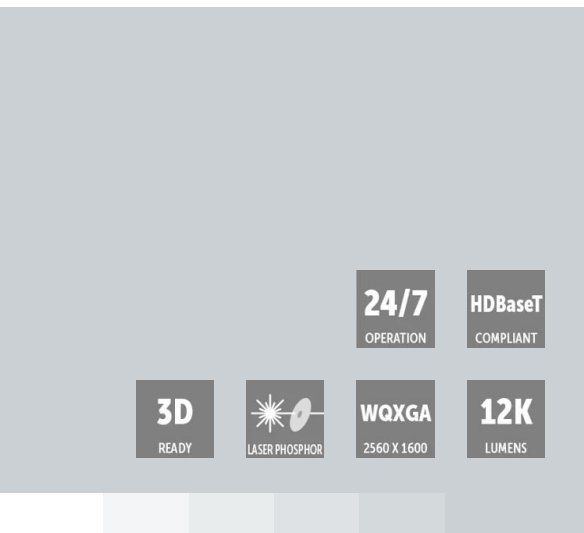 24/7
OPERATION
HDBaseT
COMPLIANT
3D
READY
LASER PHOSPHOR
WQXGA
2560 X 1600
12K
LUMENS